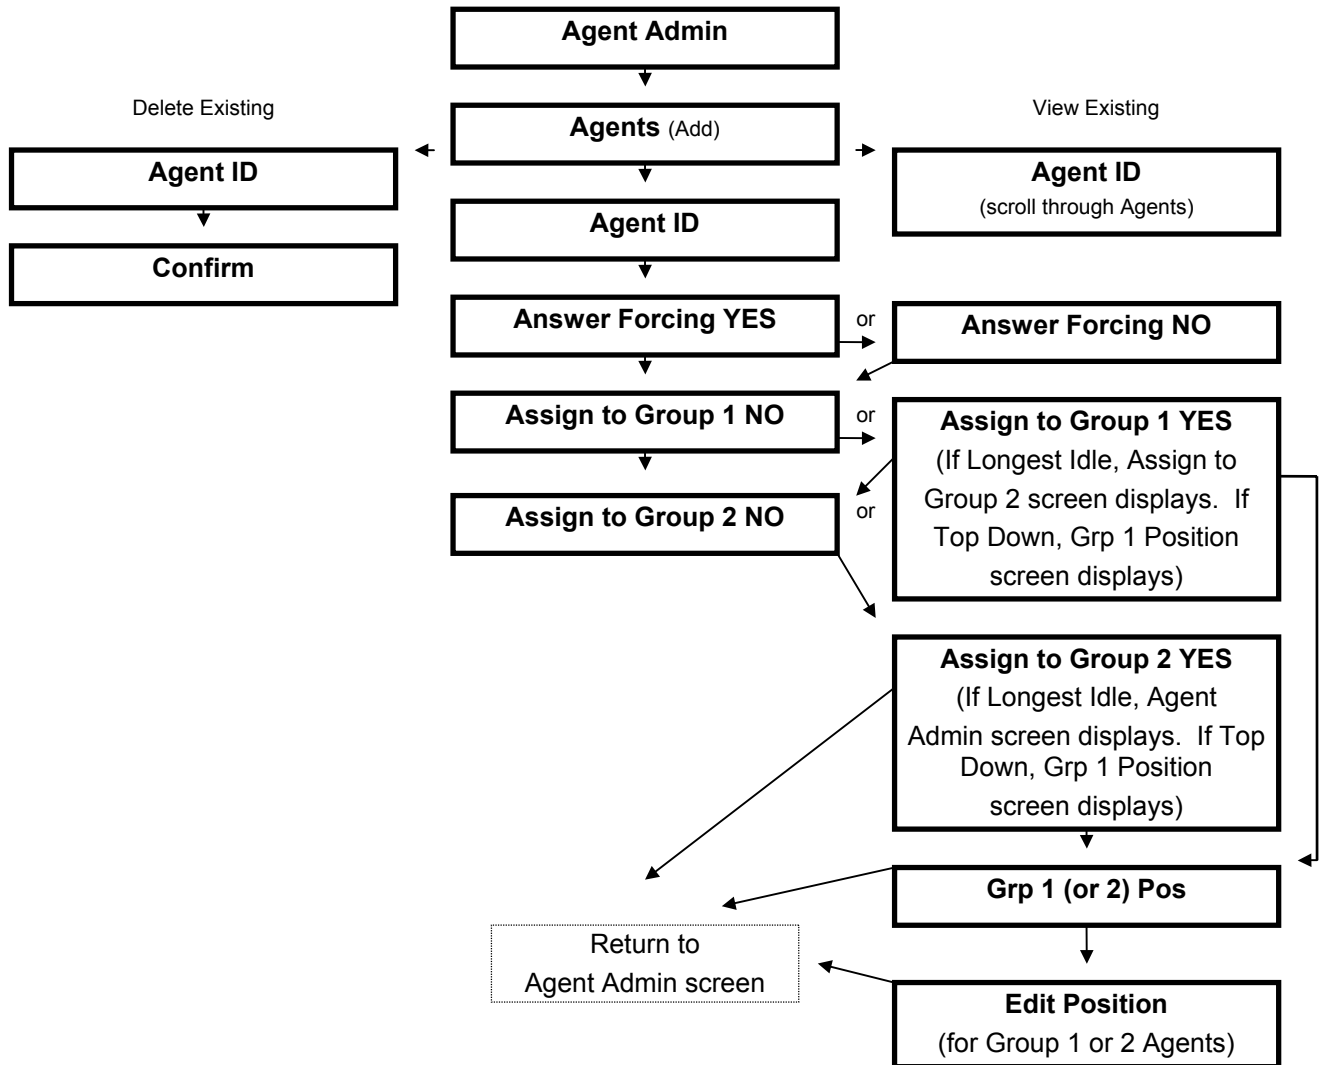 Agent Admin
Delete Existing
Agents (Add)
View Existing
Agent ID
Agent ID
(scroll through Agents)
Agent ID
Confirm
Answer Forcing YES
or
Answer Forcing NO
Assign to Group 1 NO
or
Assign to Group 1 YES
(If Longest Idle, Assign to
Group 2 screen displays. If
Top Down, Grp 1 Position
screen displays)
Assign to Group 2 NO
or
Assign to Group 2 YES
(If Longest Idle, Agent
Admin screen displays. If Top
Down, Grp 1 Position
screen displays)
Grp 1 (or 2) Pos
Return to
Agent Admin screen
Edit Position
(for Group 1 or 2 Agents)